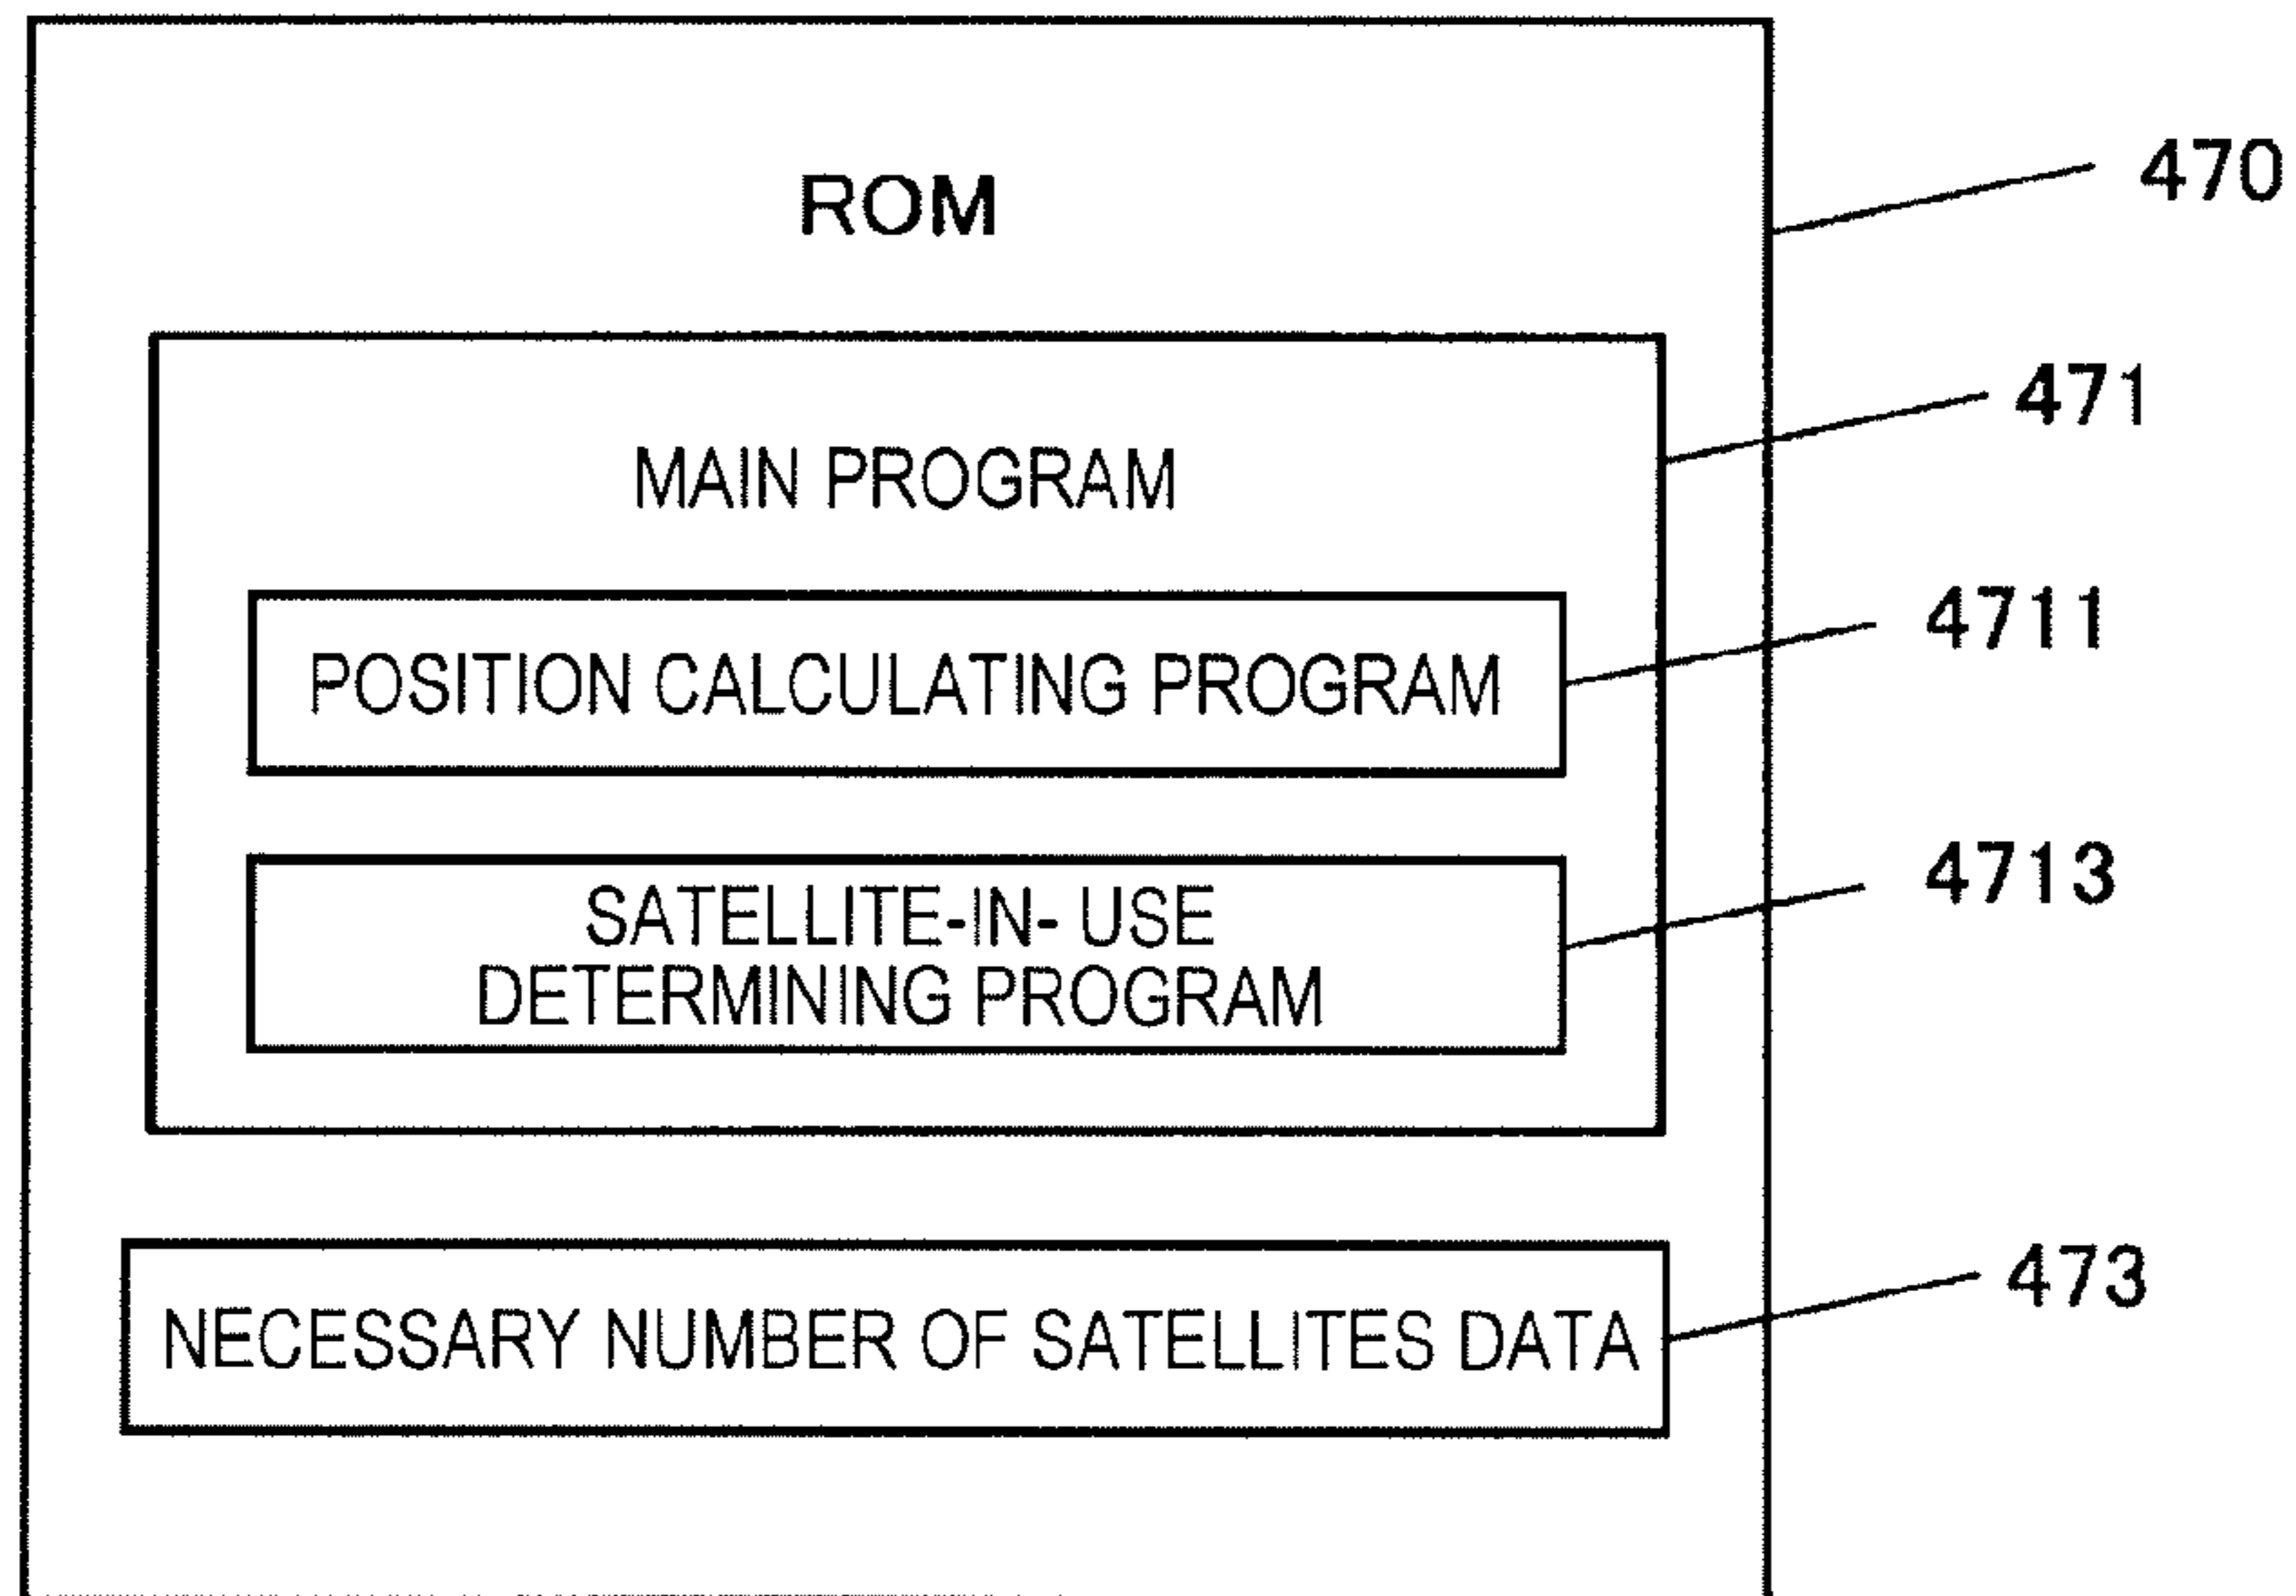 ROM
470
471
MAIN PROGRAM
4711
POSITION CALCULATING PROGRAM
4713
SATELLITE-IN- USE
DETERMINING PROGRAM
473
NECESSARY NUMBER OF SATELLITES DATA